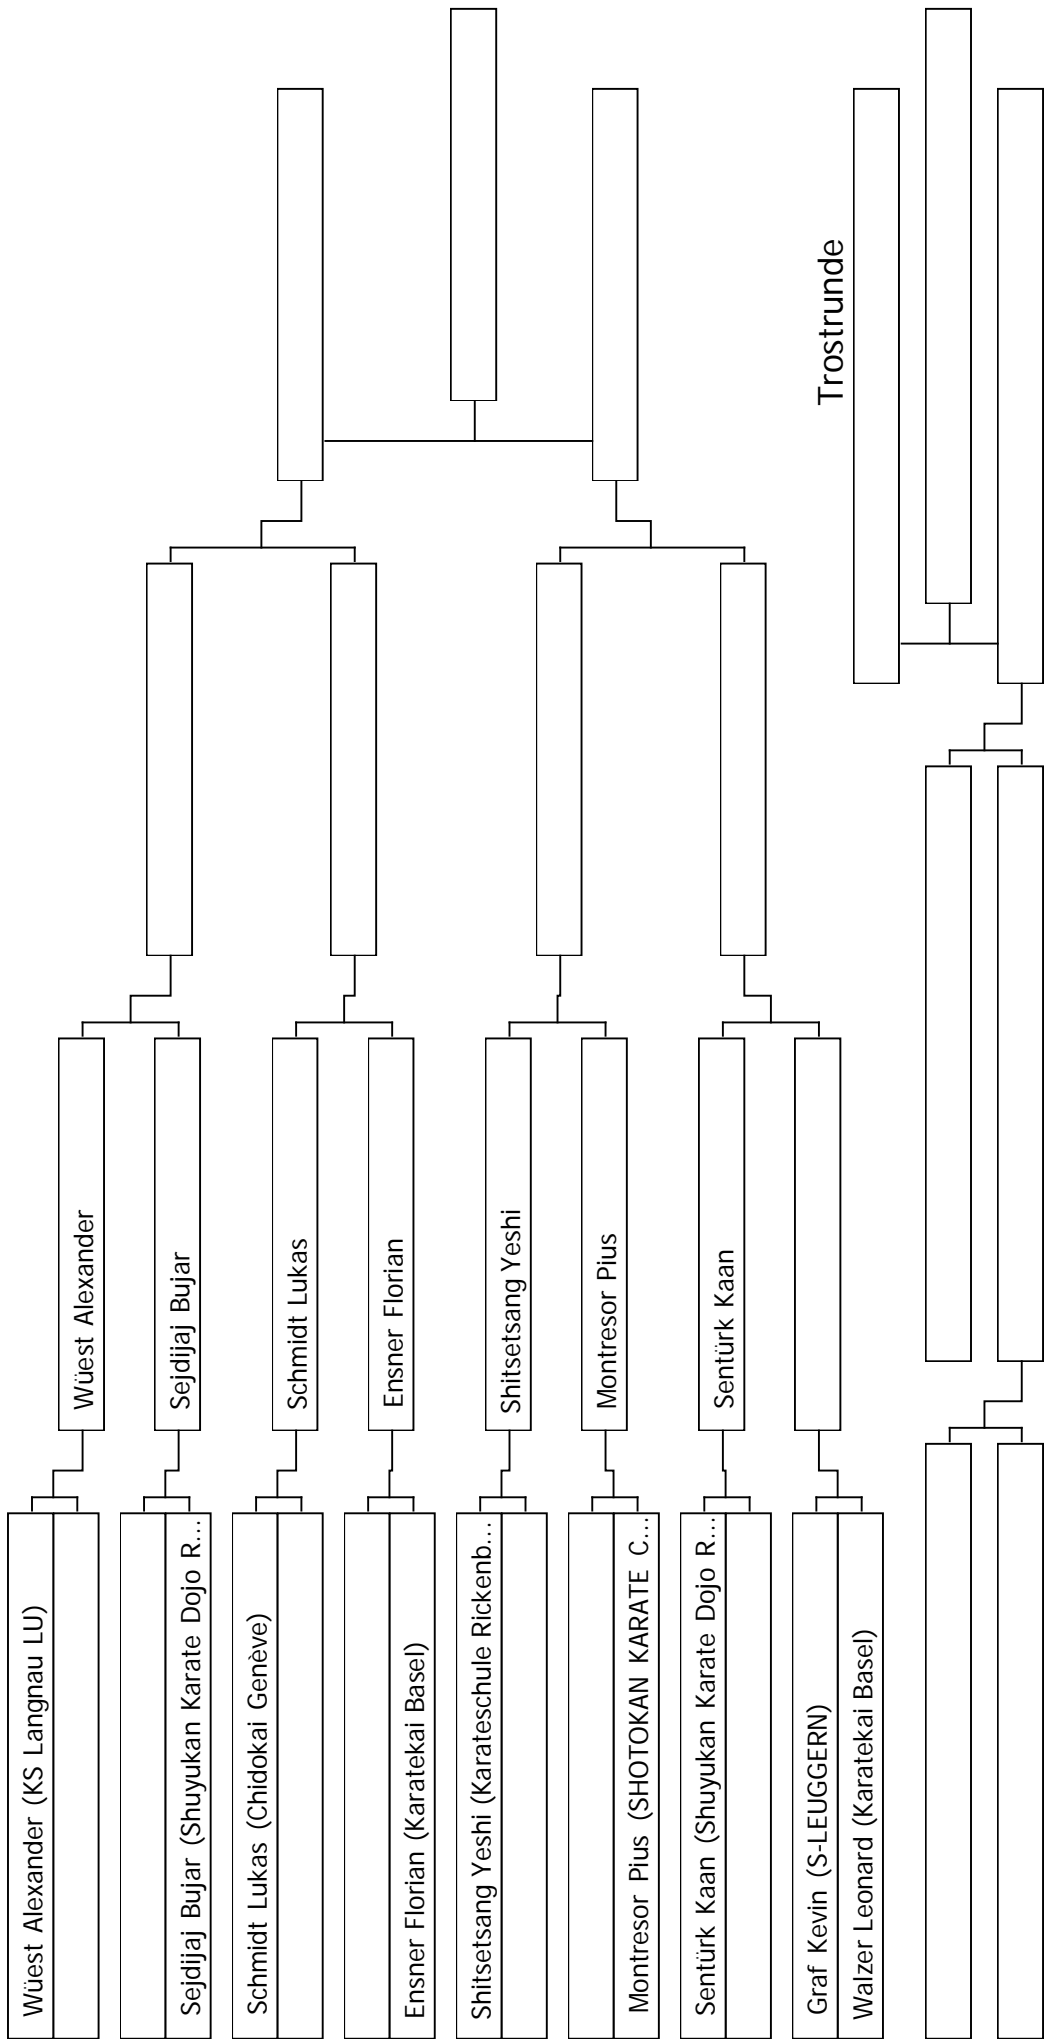 Wüest Alexander (KS Langnau LU)
Sejdijaj Bujar (Shuyukan Karate Dojo R...
Schmidt Lukas (Chidokai Genève)
Ensner Florian (Karatekai Basel)
Shitsetsang Yeshi (Karateschule Rickenb...
Montresor Pius (SHOTOKAN KARATE C...
Sentürk Kaan (Shuyukan Karate Dojo R...
Graf Kevin (S-LEUGGERN)
Walzer Leonard (Karatekai Basel)
Wüest Alexander
Sejdijaj Bujar
Schmidt Lukas
Ensner Florian
Shitsetsang Yeshi
Montresor Pius
Sentürk Kaan
Trostrunde